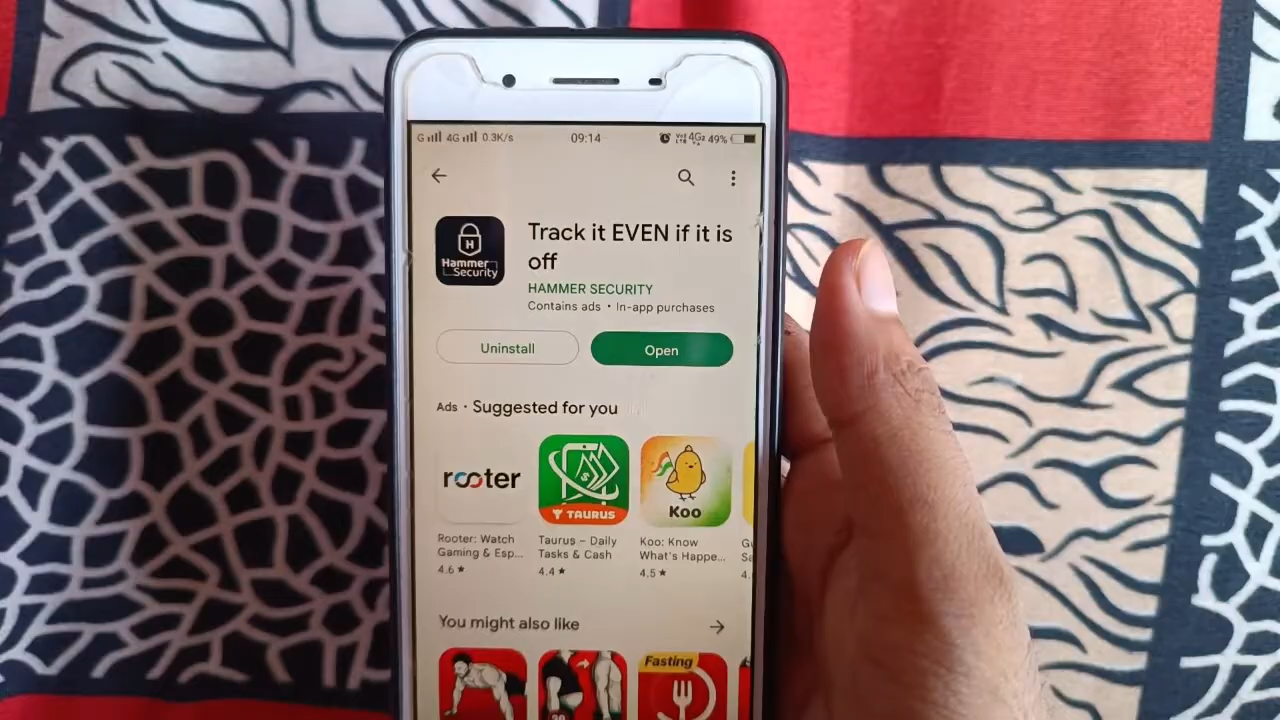 G 4G 0.3K/s 09:14 4G 49%
H
Hammer
Security
Track it EVEN if it is
off
HAMMER SECURITY
Contains ads • In-app purchases
Uninstall
Open
Ads • Suggested for you
rooter
TAURUS
Koo
Rooter: Watch
Gaming & Esp...
4.6 ★
Taurus – Daily
Tasks & Cash
4.4 ★
Koo: Know
What's Happe...
4.5 ★
You might also like
Fasting